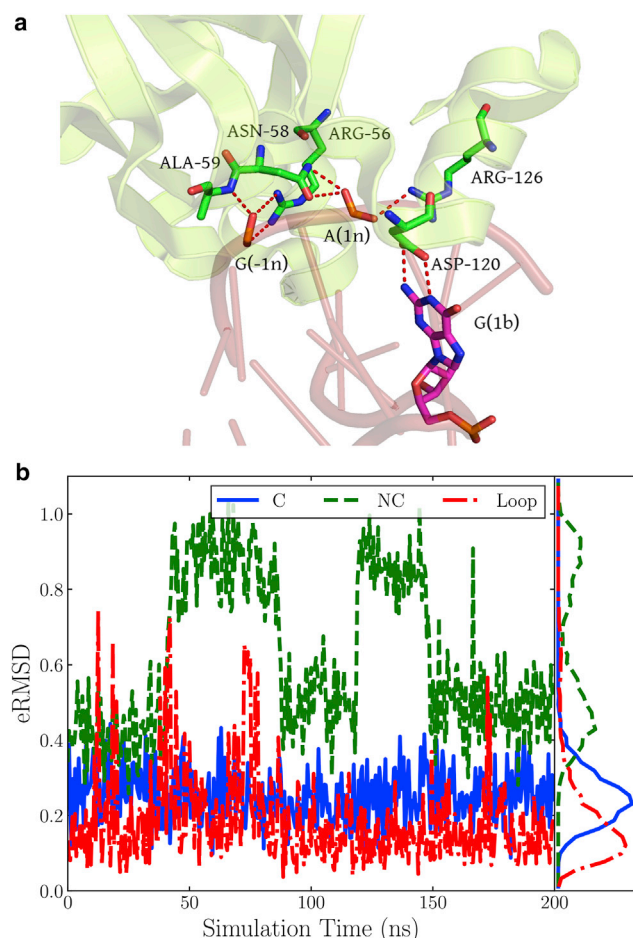 a
ASN-58
ARG-56
ALA-59
ARG-126
A(1n)
G(-1n)
ASP-120
G(1b)
b
C NC Loop
1.0
0.8
0.6
0.4
0.2
0.0
eRMSD
0 50 100 150 200
Simulation Time (ns)